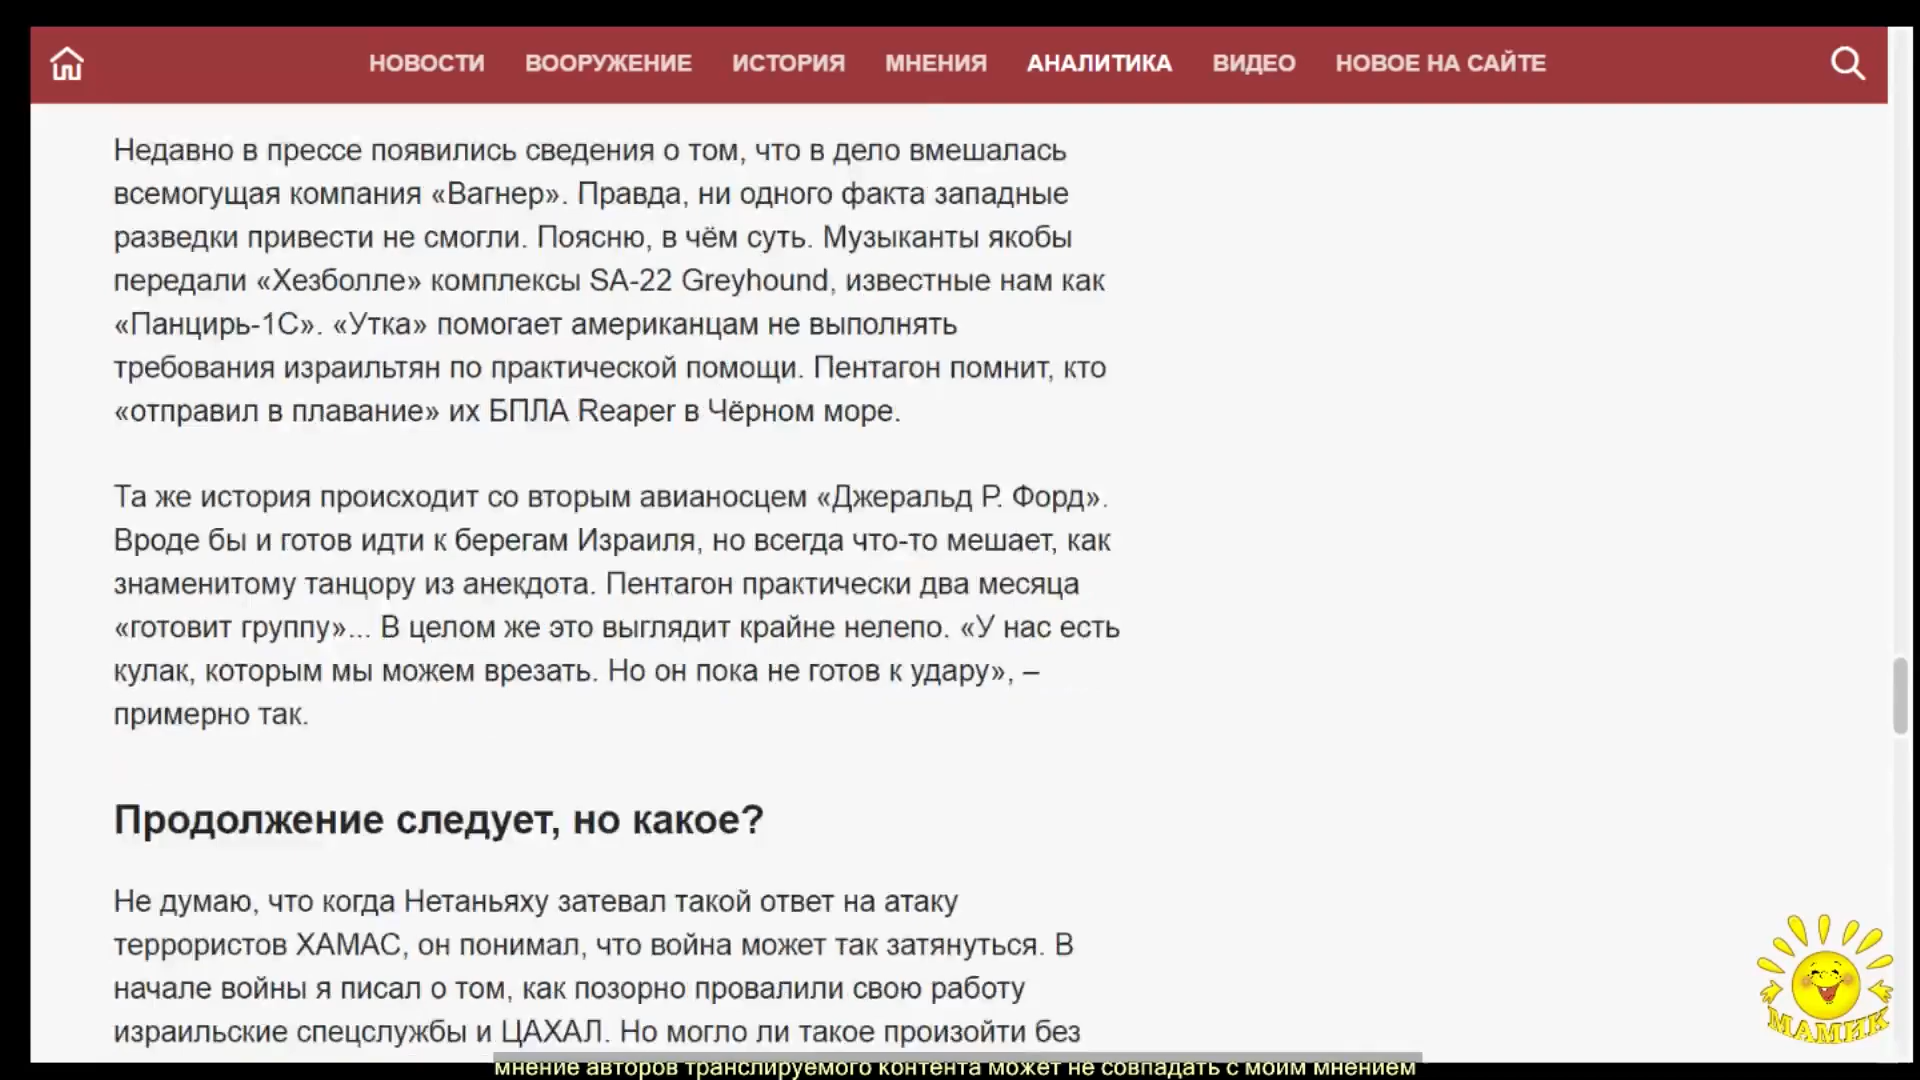 НОВОСТИ ВООРУЖЕНИЕ ИСТОРИЯ МНЕНИЯ АНАЛИТИКА ВИДЕО НОВОЕ НА САЙТЕ
Недавно в прессе появились сведения о том, что в дело вмешалась
всемогущая компания «Вагнер». Правда, ни одного факта западные
разведки привести не смогли. Поясню, в чём суть. Музыканты якобы
передали «Хезболле» комплексы SA-22 Greyhound, известные нам как
«Панцирь-1С». «Утка» помогает американцам не выполнять
требования израильтян по практической помощи. Пентагон помнит, кто
«отправил в плавание» их БПЛА Reaper в Чёрном море.
Та же история происходит со вторым авианосцем «Джеральд Р. Форд».
Вроде бы и готов идти к берегам Израиля, но всегда что-то мешает, как
знаменитому танцору из анекдота. Пентагон практически два месяца
«готовит группу»... В целом же это выглядит крайне нелепо. «У нас есть
кулак, которым мы можем врезать. Но он пока не готов к удару», –
примерно так.
Продолжение следует, но какое?
Не думаю, что когда Нетаньяху затевал такой ответ на атаку
террористов ХАМАС, он понимал, что война может так затянуться. В
начале войны я писал о том, как позорно провалили свою работу
израильские спецслужбы и ЦАХАЛ. Но могло ли такое произойти без
МАМИК
мнение авторов транслируемого контента может не совпадать с моим мнением